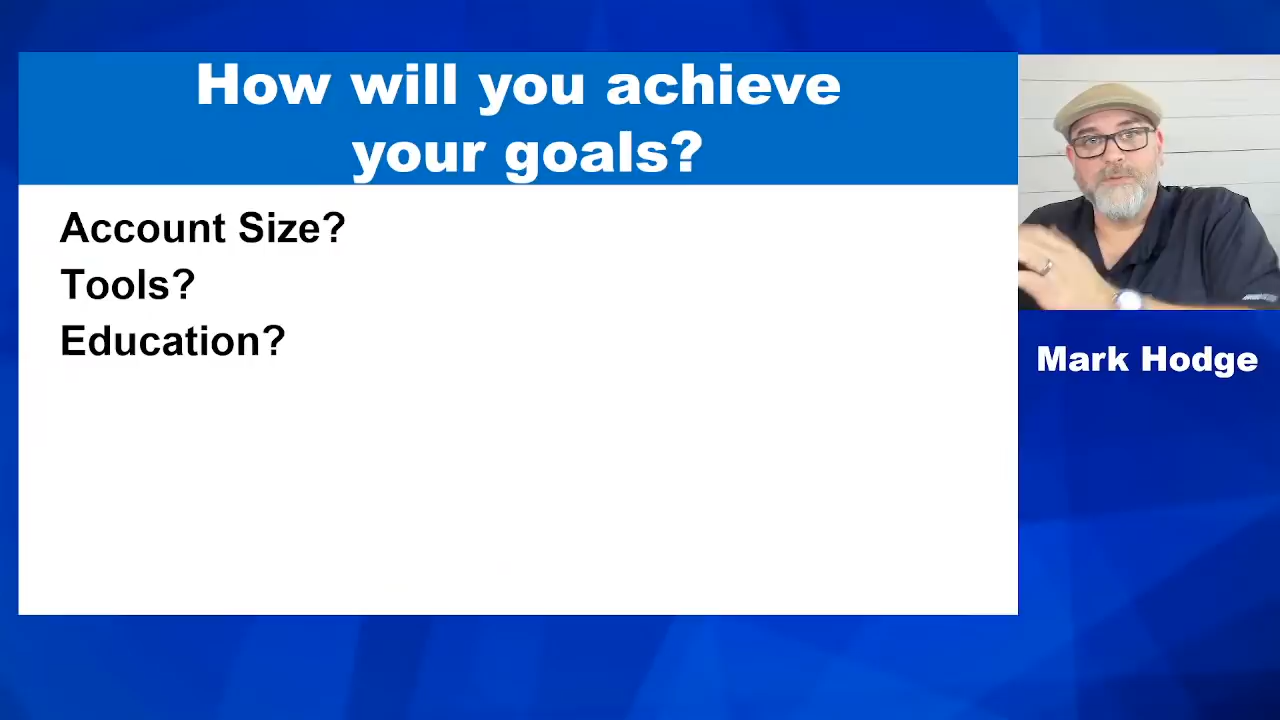 How will you achieve
your goals?
Account Size?
Tools?
Education?
Mark Hodge